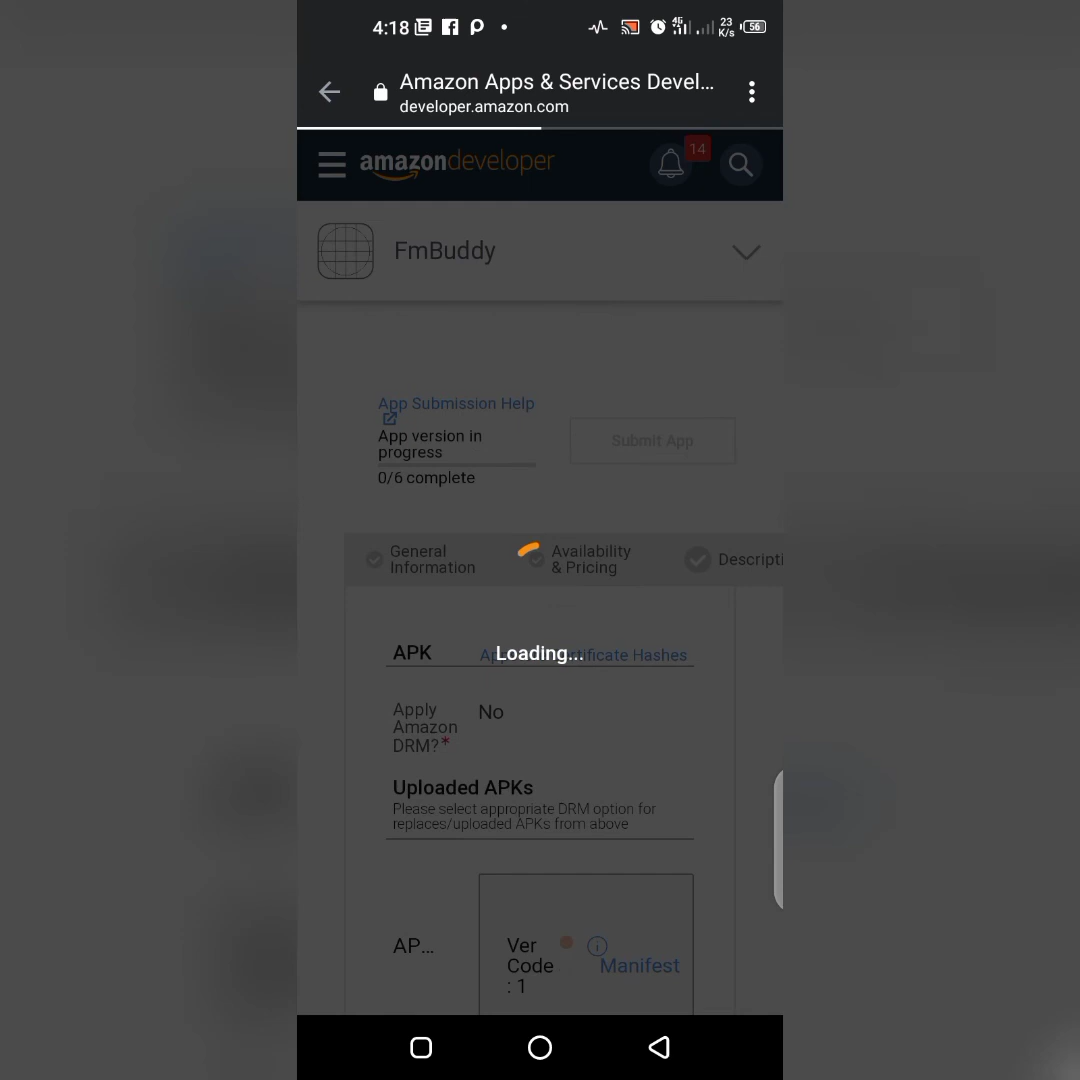 4:18
4G
23
K/s
56
Amazon Apps & Services Devel...
developer.amazon.com
amazondeveloper
14
FmBuddy
App Submission Help
App version in
progress
0/6 complete
Submit App
General
Information
Availability
& Pricing
Descripti
APK
Loading...
Certificate Hashes
Apply
Amazon
DRM?*
No
Uploaded APKs
Please select appropriate DRM option for
replaces/uploaded APKs from above
AP...
Ver
Code
: 1
Manifest